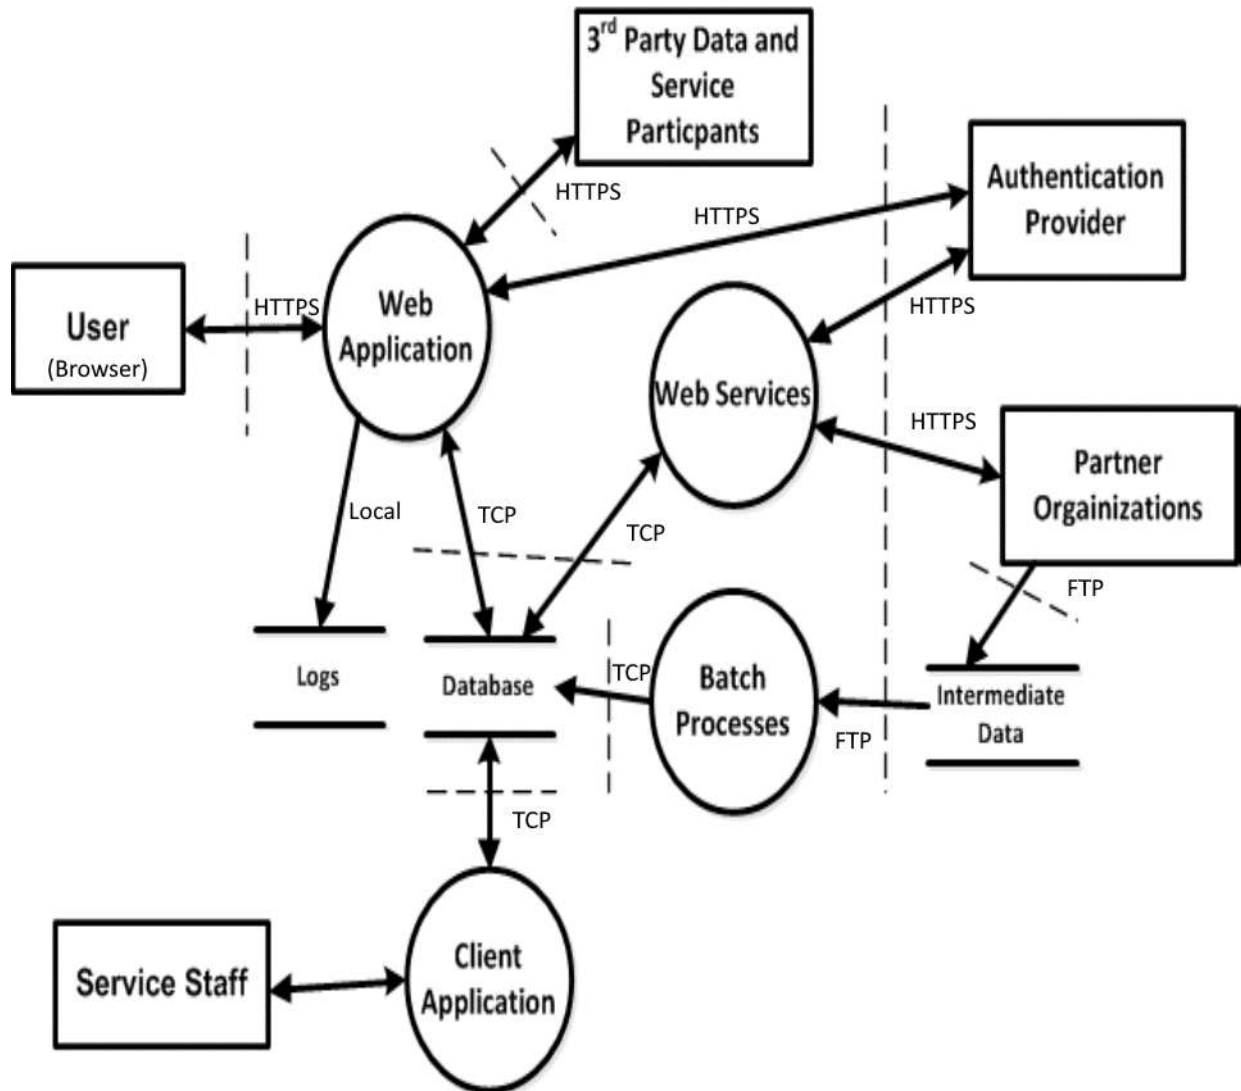 3rd Party Data and
Service
Particpants
HTTPS
HTTPS
Authentication
Provider
User
(Browser)
HTTPS
Web
Application
HTTPS
Web Services
HTTPS
Partner
Orgainizations
Local
TCP
TCP
FTP
Logs
Database
TCP
Batch
Processes
FTP
Intermediate
Data
TCP
Service Staff
Client
Application